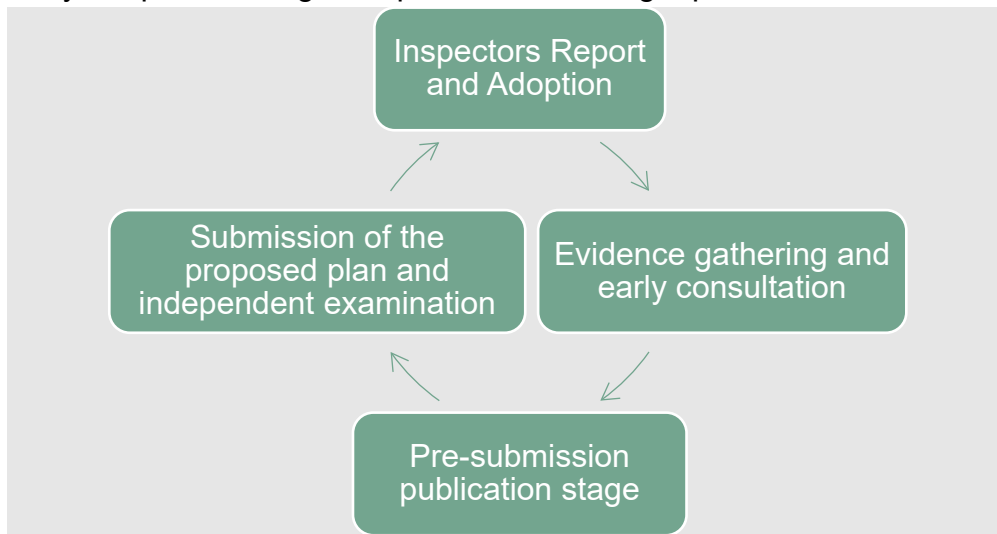 Inspectors Report
and Adoption
Submission of the
proposed plan and
independent examination
Evidence gathering and
early consultation
Pre-submission
publication stage